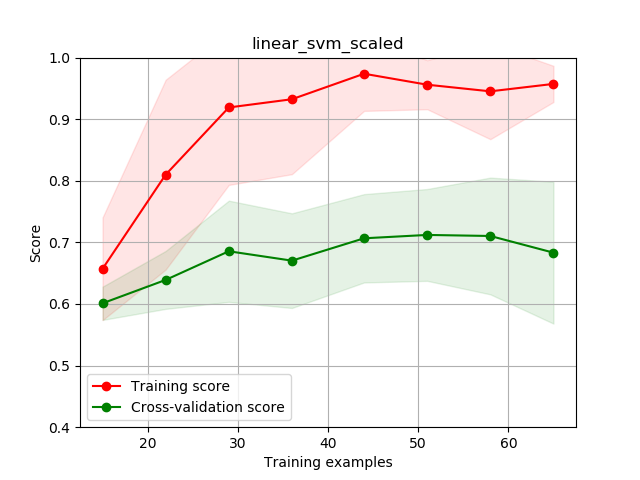 linear_svm_scaled
1.0
0.9
0.8
0.7
0.6
0.5
0.4
Score
Training score
Cross-validation score
20 30 40 50 60
Training examples